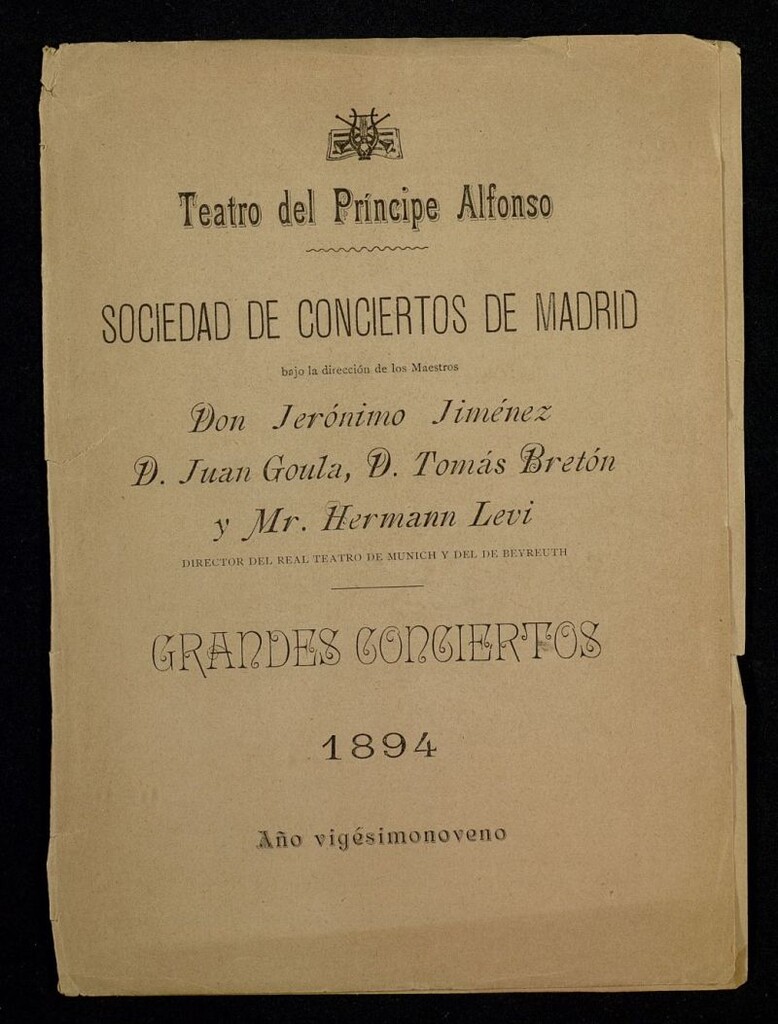 Teatro del Príncipe Alfonso
SOCIEDAD DE CONCIERTOS DE MADRID
bajo la dirección de los Maestros
Don Jerónimo Jiménez
D. Juan Goula, D. Tomás Bretón
y Mr. Hermann Levi
DIRECTOR DEL REAL TEATRO DE MUNICH Y DEL DE BEYREUTH
GRANDES CONCIERTOS
1894
Año vigésimonoveno